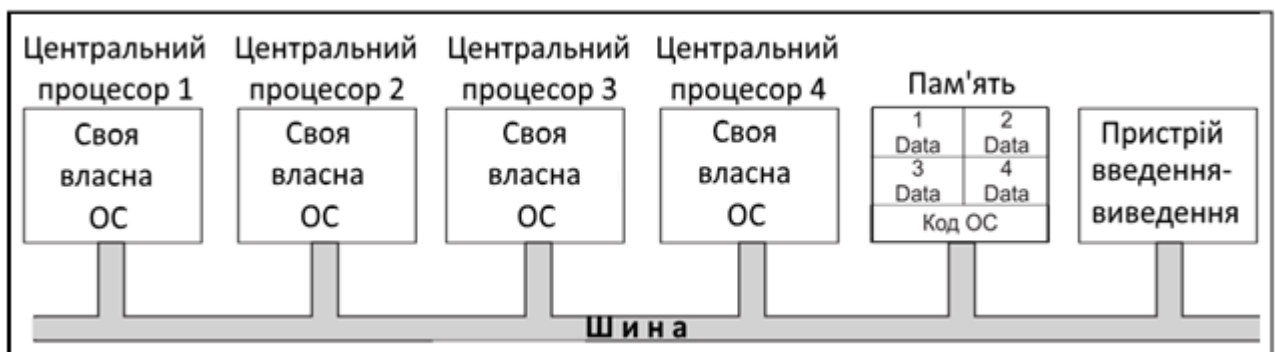 Центральний
процесор 1
Центральний
процесор 2
Центральний
процесор 3
Центральний
процесор 4
Пам'ять
Своя
власна
ОС
Своя
власна
ОС
Своя
власна
ОС
Своя
власна
ОС
1
Data
2
Data
3
Data
4
Data
Код ОС
Пристрій
введення-
виведення
Шина